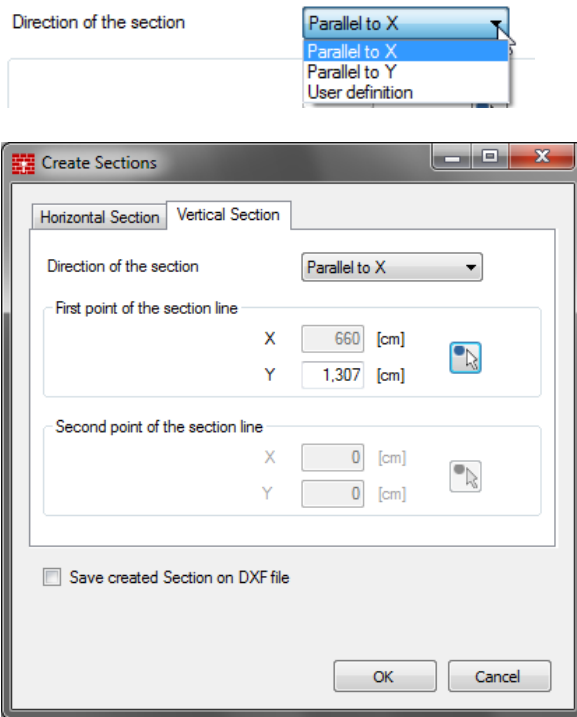 Direction of the section Parallel to X
Parallel to X
Parallel to Y
User definition
Create Sections
Horizontal Section Vertical Section
Direction of the section Parallel to X
First point of the section line
X 660 [cm]
Y 1,307 [cm]
Second point of the section line
X 0 [cm]
Y 0 [cm]
Save created Section on DXF file
OK Cancel